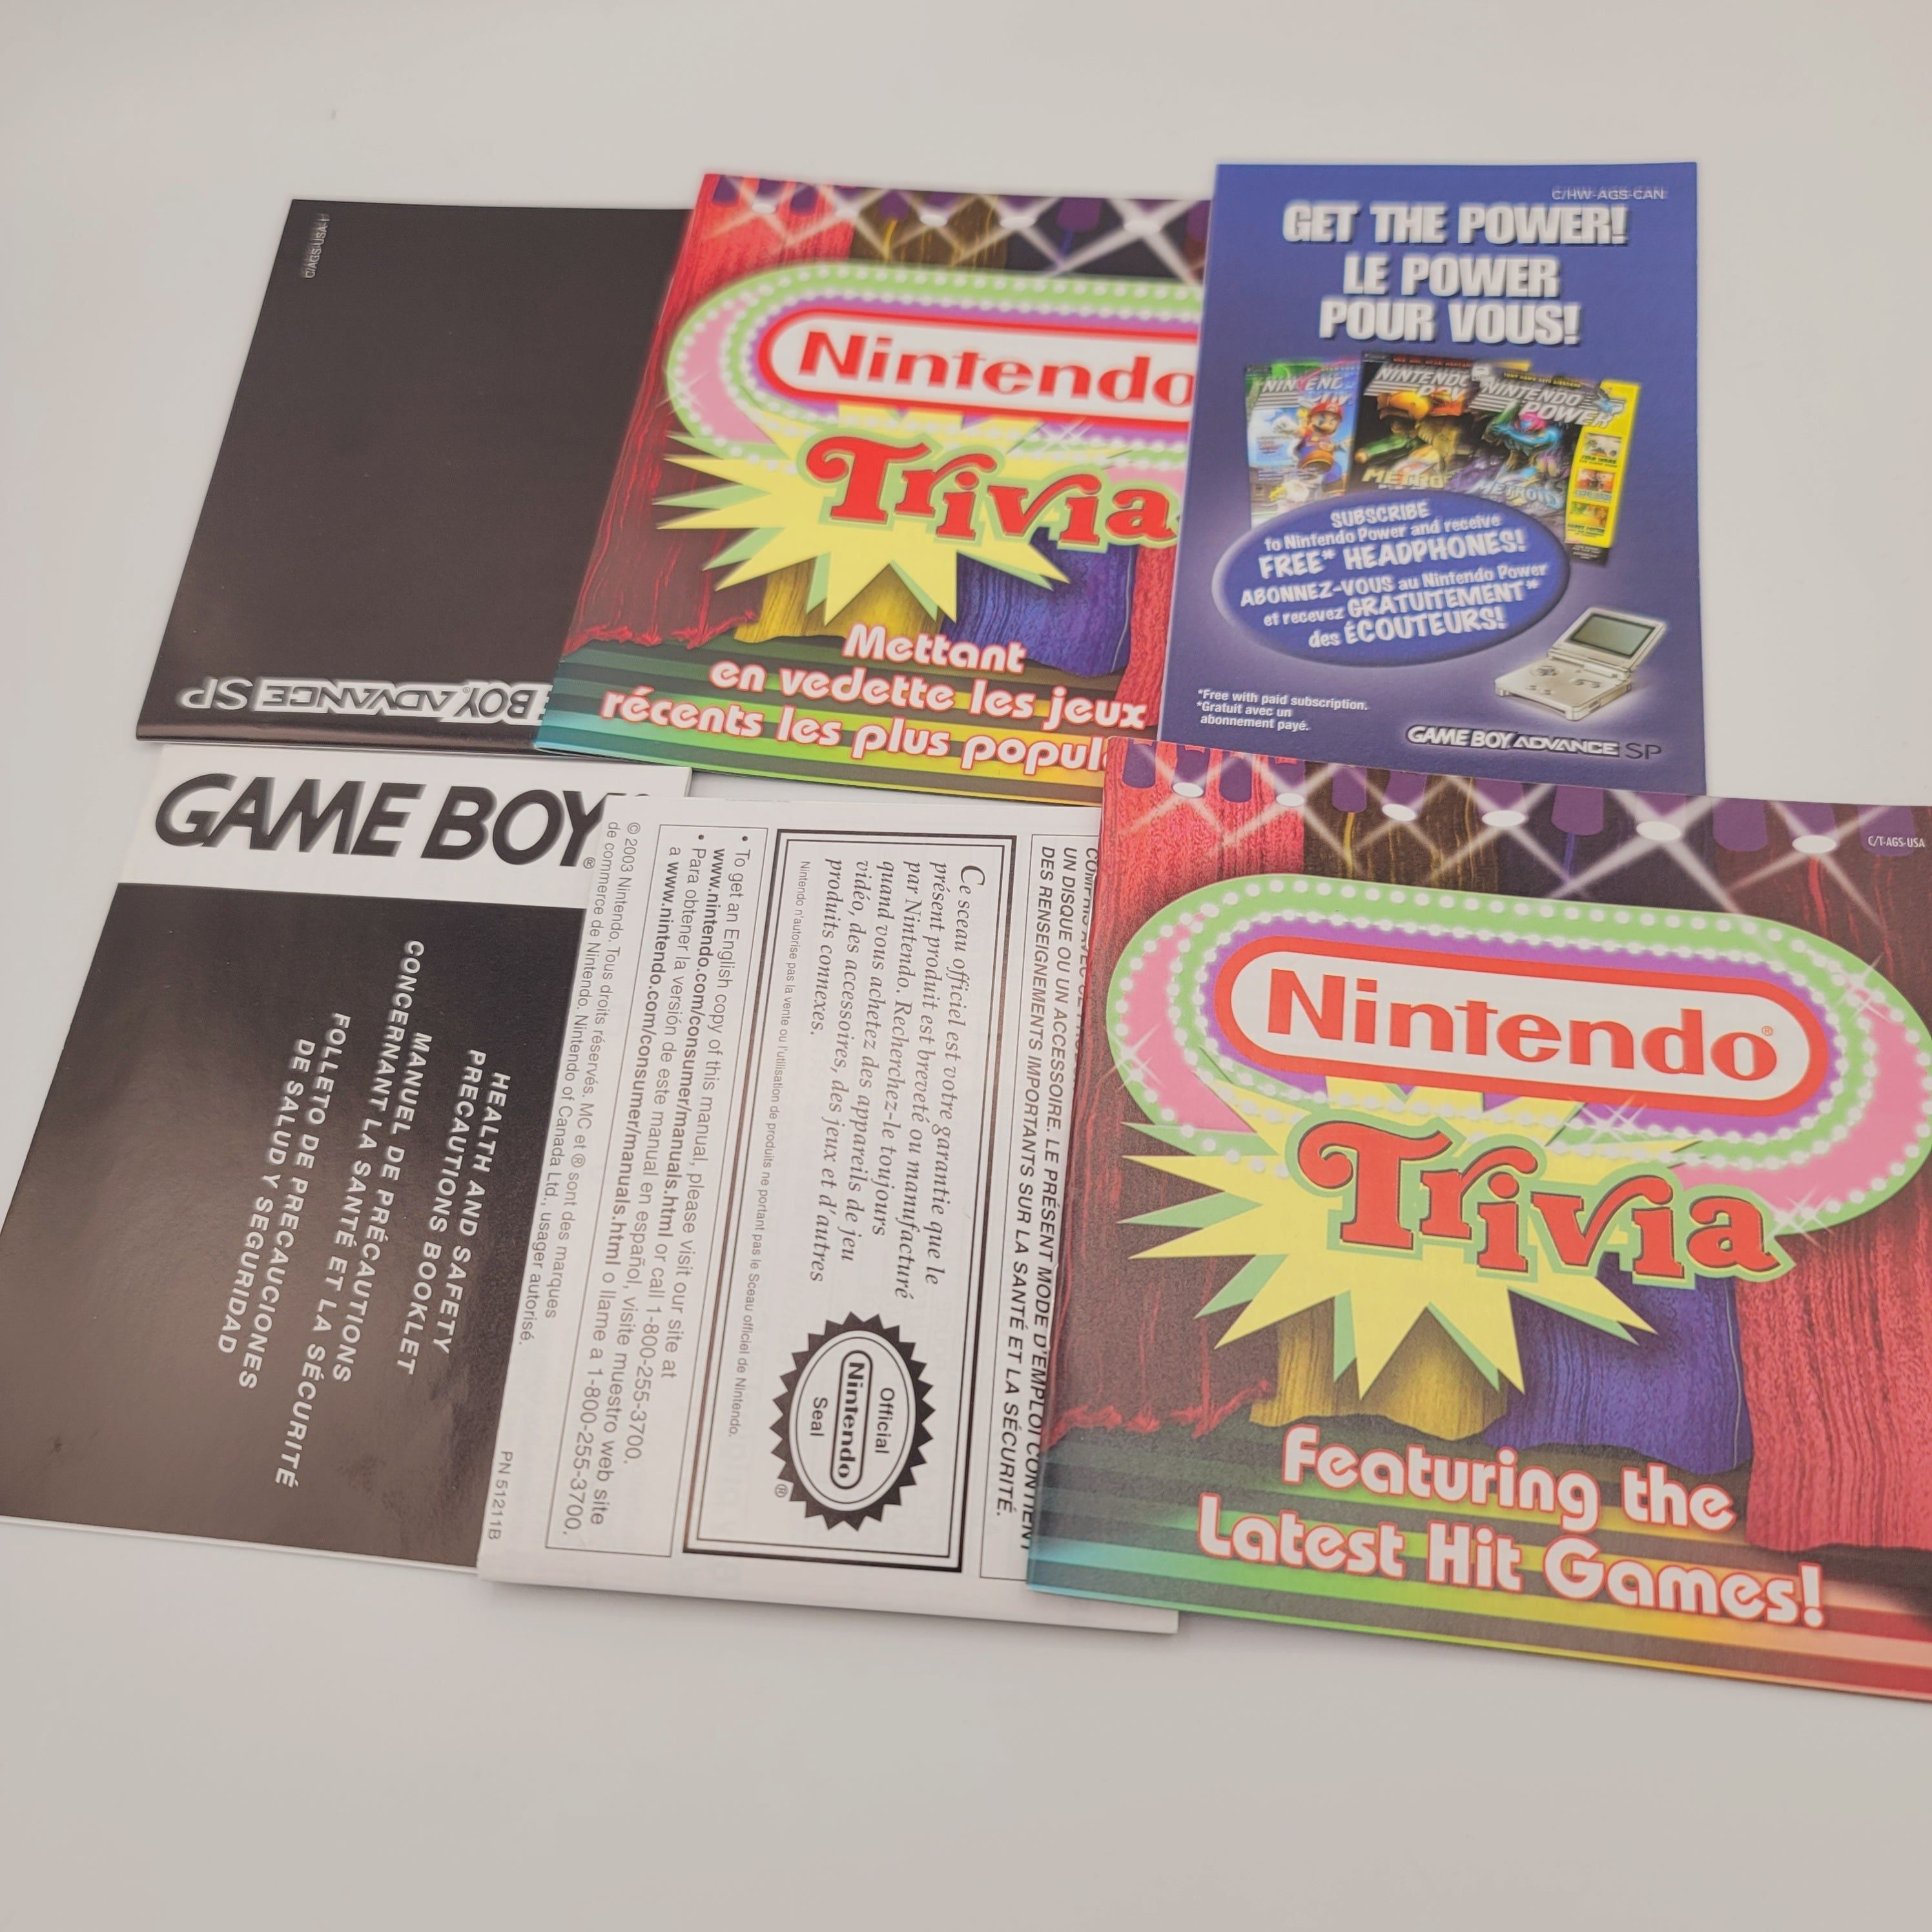 C/AGS-USA-1
BOY ADVANCE SP
Nintendo
Trivia
Mettant
en vedette les jeux
récents les plus popul
C/HW-AGS-CAN
GET THE POWER!
LE POWER
POUR VOUS!
NINTENDO
NINTENDO
POWER
METROID
SUBSCRIBE
to Nintendo Power and receive
FREE* HEADPHONES!
ABONNEZ-VOUS au Nintendo Power
et recevez GRATUITEMENT*
des ÉCOUTEURS!
*Free with paid subscription.
*Gratuit avec un
abonnement payé.
GAME BOY ADVANCE SP
GAME BOY®
HEALTH AND SAFETY
PRECAUTIONS BOOKLET
MANUEL DE PRÉCAUTIONS
CONCERNANT LA SANTÉ ET LA SÉCURITÉ
FOLLETO DE PRECAUCIONES
DE SALUD Y SEGURIDAD
UN DISQUE OU UN ACCESSOIRE. LE PRÉSENT MODE D'EMPLOI CONTIENT
DES RENSEIGNEMENTS IMPORTANTS SUR LA SANTÉ ET LA SÉCURITÉ.
Ce sceau officiel est votre garantie que le
présent produit est breveté ou manufacturé
par Nintendo. Recherchez-le toujours
quand vous achetez des appareils de jeu
vidéo, des accessoires, des jeux et d'autres
produits connexes.
Official
Nintendo
Seal
®
Nintendo n'autorise pas la vente ou l'utilisation de produits ne portant pas le Sceau officiel de Nintendo.
• To get an English copy of this manual, please visit our site at
www.nintendo.com/consumer/manuals.html or call 1-800-255-3700.
• Para obtener la versión de este manual en español, visite muestro web site
a www.nintendo.com/consumer/manuals.html o llame a 1-800-255-3700.
© 2003 Nintendo. Tous droits réservés. MC et ® sont des marques
de commerce de Nintendo. Nintendo of Canada Ltd, usager autorisé.
PN 51211B
C/T-AGS-USA
Nintendo®
Trivia
Featuring the
Latest Hit Games!